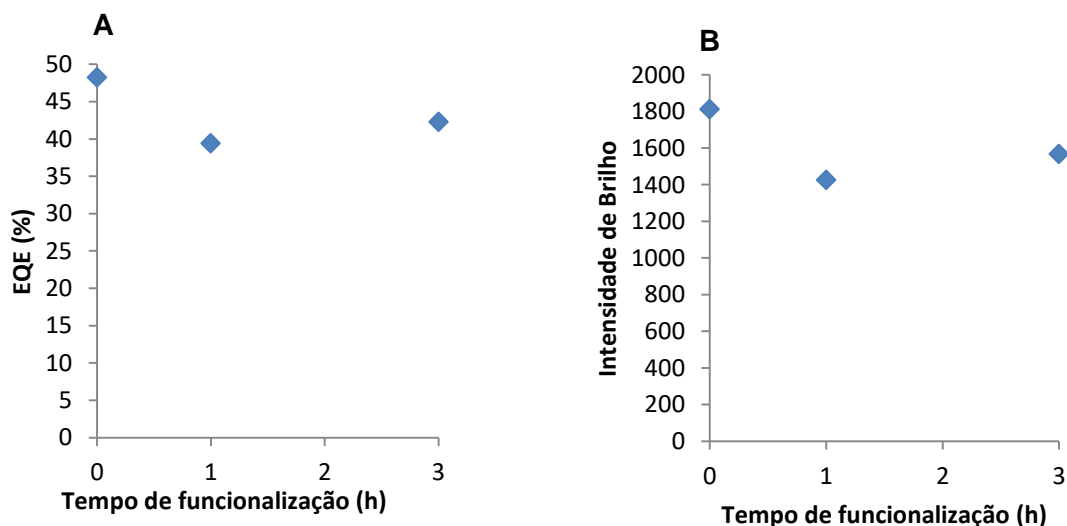 A
EQE (%)
50
45
40
35
30
25
20
15
10
5
0
0 1 2 3
Tempo de funcionalização (h)
B
Intensidade de Brilho
2000
1800
1600
1400
1200
1000
800
600
400
200
0
0 1 2 3
Tempo de funcionalização (h)